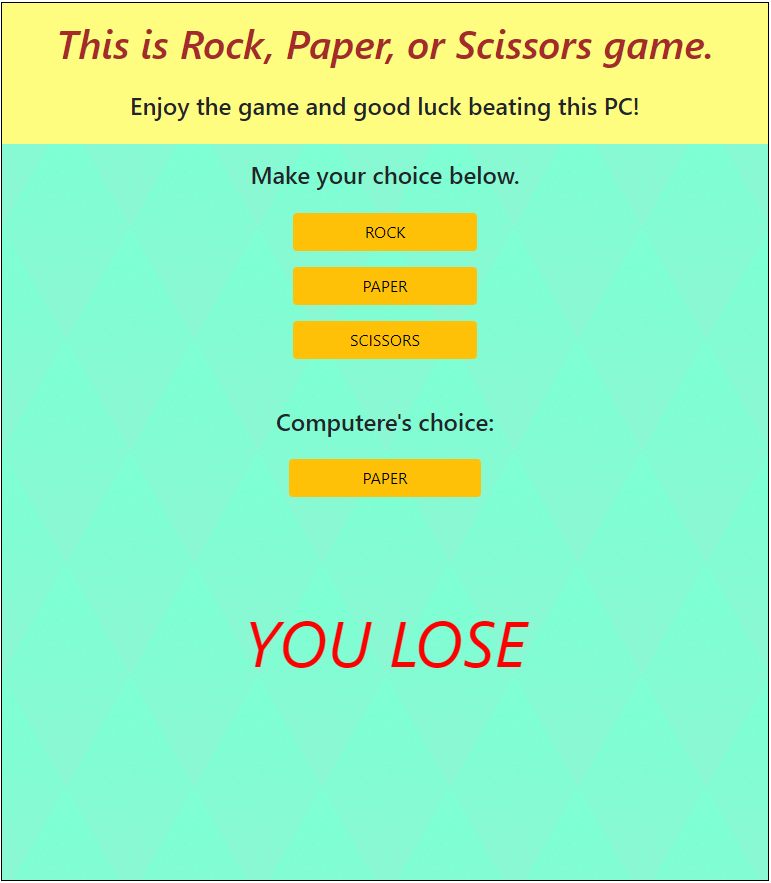 This is Rock, Paper, or Scissors game.
Enjoy the game and good luck beating this PC!
Make your choice below.
ROCK
PAPER
SCISSORS
Computere's choice:
PAPER
YOU LOSE